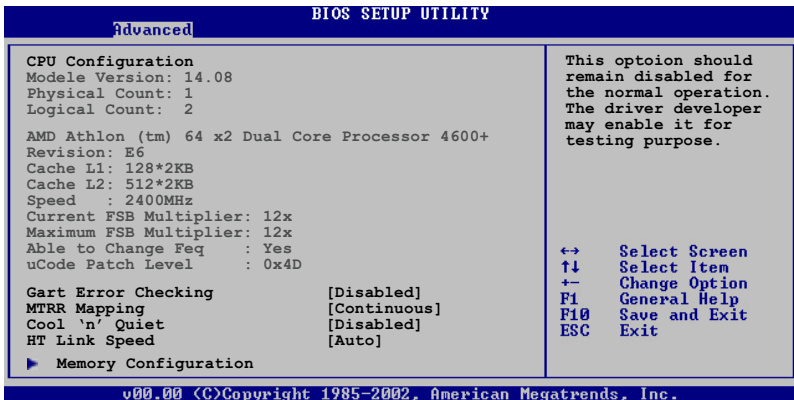 BIOS SETUP UTILITY
Advanced
CPU Configuration
Modele Version: 14.08
Physical Count: 1
Logical Count: 2
AMD Athlon (tm) 64 x2 Dual Core Processor 4600+
Revision: E6
Cache L1: 128*2KB
Cache L2: 512*2KB
Speed : 2400MHz
Current FSB Multiplier: 12x
Maximum FSB Multiplier: 12x
Able to Change Feq : Yes
uCode Patch Level : 0x4D
Gart Error Checking [Disabled]
MTRR Mapping [Continuous]
Cool ‘n’ Quiet [Disabled]
HT Link Speed [Auto]
Memory Configuration
This optoion should
remain disabled for
the normal operation.
The driver developer
may enable it for
testing purpose.
←→ Select Screen
↑↓ Select Item
+- Change Option
F1 General Help
F10 Save and Exit
ESC Exit
v00.00 (C)Copyright 1985-2002, American Megatrends, Inc.